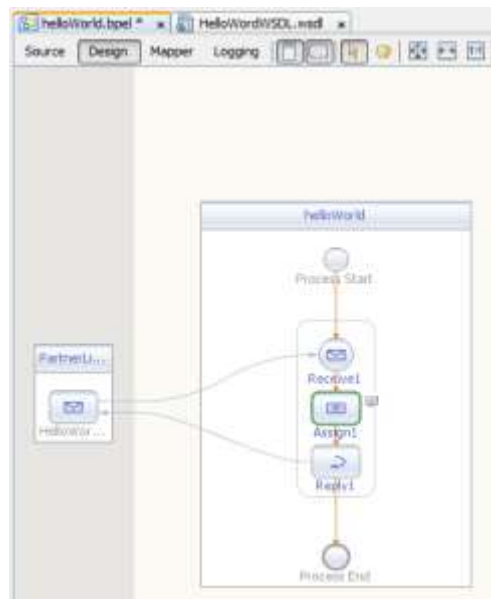 helloWorld.bpel * x HelloWordWSDL.wsdl x
Source Design Mapper Logging
helloWorld
Process Start
PartnerLi...
Receive1
HelloWor...
Assign1
Reply1
Process End